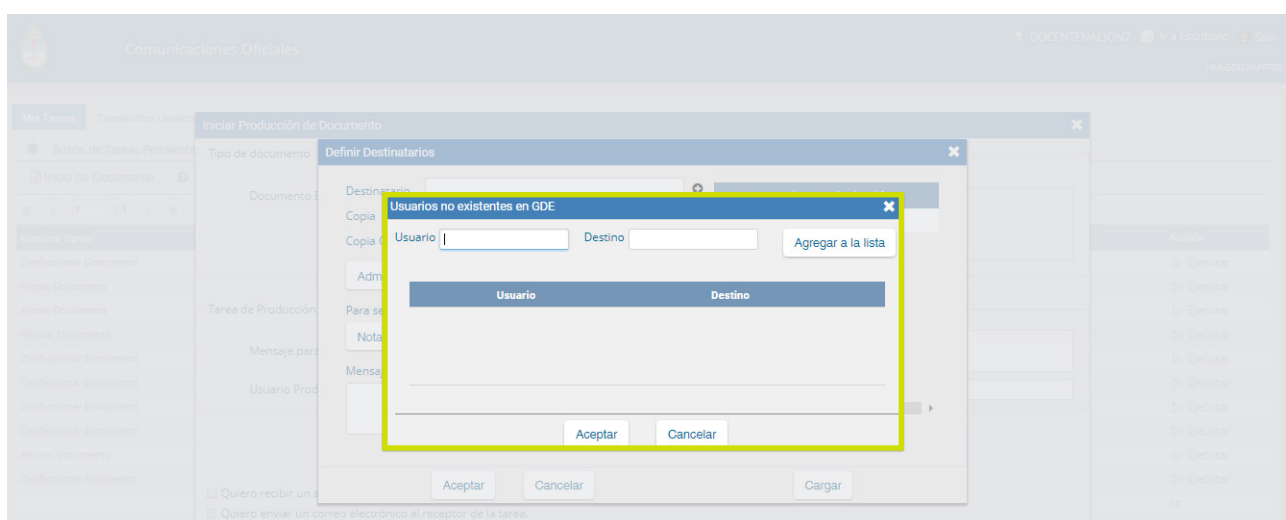 Comunicaciones Oficiales
DOCENTENACION7 Ir a Escritorio Salir
Mis Tareas Tareas Otros Usuarios
Iniciar Producción de Documento
Buzón de Tareas Pendientes
Tipo de documento
Definir Destinatarios
Inicio de Documento
Documento E
Destinatario
Usuarios no existentes en GDE
Copia
Copia
Usuario
Destino
Agregar a la lista
Nombre Tarea
Acción
Confeccionar Documento
Ejecutar
Adm
Firmar Documento
Ejecutar
Usuario
Destino
Firmar Documento
Ejecutar
Tarea de Producción
Para se
Revisar Documento
Ejecutar
Nota
Mensaje para
Confeccionar Documento
Ejecutar
Mensaj
Confeccionar Documento
Ejecutar
Usuario Prod
Confeccionar Documento
Ejecutar
Confeccionar Documento
Ejecutar
Aceptar
Cancelar
Revisar Documento
Ejecutar
Confeccionar Documento
Ejecutar
Aceptar
Cancelar
Cargar
Quiero recibir un a
Quiero enviar un correo electrónico al receptor de la tarea.